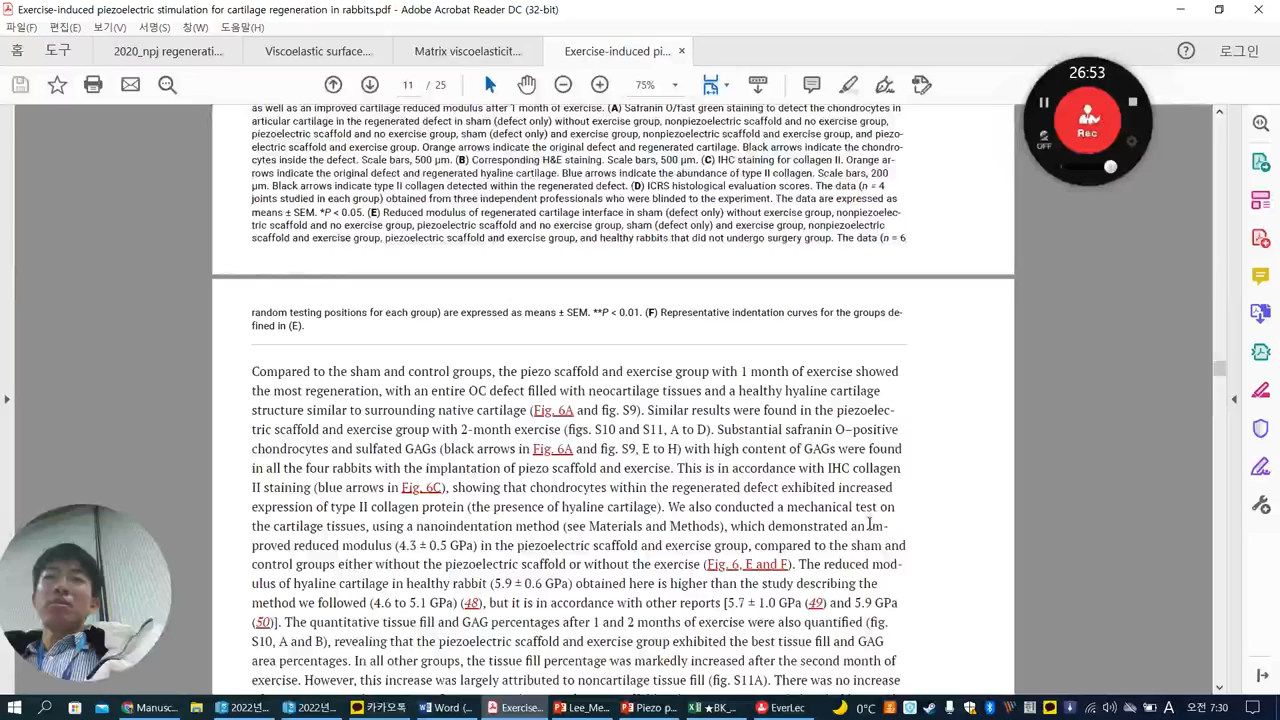 Exercise-induced piezoelectric stimulation for cartilage regeneration in rabbits.pdf - Adobe Acrobat Reader DC (32-bit)
파일(F) 편집(E) 보기(V) 서명(S) 창(W) 도움말(H)
홈 도구 2020_npj regenerati... Viscoelastic surface... Matrix viscoelasticit... Exercise-induced pi... × 로그인
11 / 25 75%
26:53
Rec
OFF
as well as an improved cartilage reduced modulus after 1 month of exercise. (A) Safranin O/fast green staining to detect the chondrocytes in
articular cartilage in the regenerated defect in sham (defect only) without exercise group, nonpiezoelectric scaffold and no exercise group,
piezoelectric scaffold and no exercise group, sham (defect only) and exercise group, nonpiezoelectric scaffold and exercise group, and piezo-
electric scaffold and exercise group. Orange arrows indicate the original defect and regenerated cartilage. Black arrows indicate the chondro-
cytes inside the defect. Scale bars, 500 μm. (B) Corresponding H&E staining. Scale bars, 500 μm. (C) IHC staining for collagen II. Orange ar-
rows indicate the original defect and regenerated hyaline cartilage. Blue arrows indicate the abundance of type II collagen. Scale bars, 200
μm. Black arrows indicate type II collagen detected within the regenerated defect. (D) ICRS histological evaluation scores. The data (n = 4
joints studied in each group) obtained from three independent professionals who were blinded to the experiment. The data are expressed as
means ± SEM. *P < 0.05. (E) Reduced modulus of regenerated cartilage interface in sham (defect only) without exercise group, nonpiezoelec-
tric scaffold and no exercise group, piezoelectric scaffold and no exercise group, sham (defect only) and exercise group, nonpiezoelectric
scaffold and exercise group, piezoelectric scaffold and exercise group, and healthy rabbits that did not undergo surgery group. The data (n = 6
random testing positions for each group) are expressed as means ± SEM. **P < 0.01. (F) Representative indentation curves for the groups de-
fined in (E).
Compared to the sham and control groups, the piezo scaffold and exercise group with 1 month of exercise showed
the most regeneration, with an entire OC defect filled with neocartilage tissues and a healthy hyaline cartilage
structure similar to surrounding native cartilage (Fig. 6A and fig. S9). Similar results were found in the piezoelec-
tric scaffold and exercise group with 2-month exercise (figs. S10 and S11, A to D). Substantial safranin O–positive
chondrocytes and sulfated GAGs (black arrows in Fig. 6A and fig. S9, E to H) with high content of GAGs were found
in all the four rabbits with the implantation of piezo scaffold and exercise. This is in accordance with IHC collagen
II staining (blue arrows in Fig. 6C), showing that chondrocytes within the regenerated defect exhibited increased
expression of type II collagen protein (the presence of hyaline cartilage). We also conducted a mechanical test on
the cartilage tissues, using a nanoindentation method (see Materials and Methods), which demonstrated an im-
proved reduced modulus (4.3 ± 0.5 GPa) in the piezoelectric scaffold and exercise group, compared to the sham and
control groups either without the piezoelectric scaffold or without the exercise (Fig. 6, E and F). The reduced mod-
ulus of hyaline cartilage in healthy rabbit (5.9 ± 0.6 GPa) obtained here is higher than the study describing the
method we followed (4.6 to 5.1 GPa) (48), but it is in accordance with other reports [5.7 ± 1.0 GPa (49) and 5.9 GPa
(50)]. The quantitative tissue fill and GAG percentages after 1 and 2 months of exercise were also quantified (fig.
S10, A and B), revealing that the piezoelectric scaffold and exercise group exhibited the best tissue fill and GAG
area percentages. In all other groups, the tissue fill percentage was markedly increased after the second month of
exercise. However, this increase was largely attributed to noncartilage tissue fill (fig. S11A). There was no increase
Manusc... 2022년... 2022년... 카카오톡 Word (... Exercise... Lee_Me... Piezo p... ★BK_... EverLec 0°C A 오전 7:30